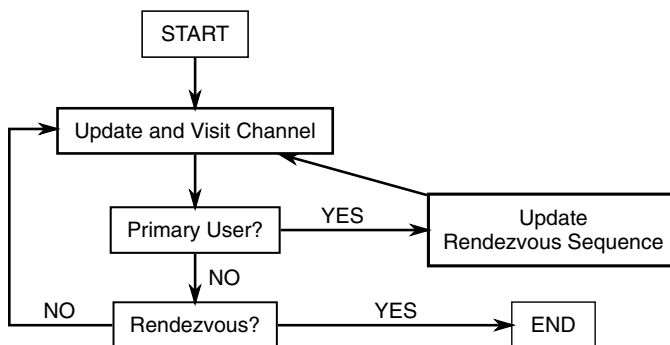 START
Update and Visit Channel
Primary User?
YES
Update
Rendezvous Sequence
NO
NO
Rendezvous?
YES
END